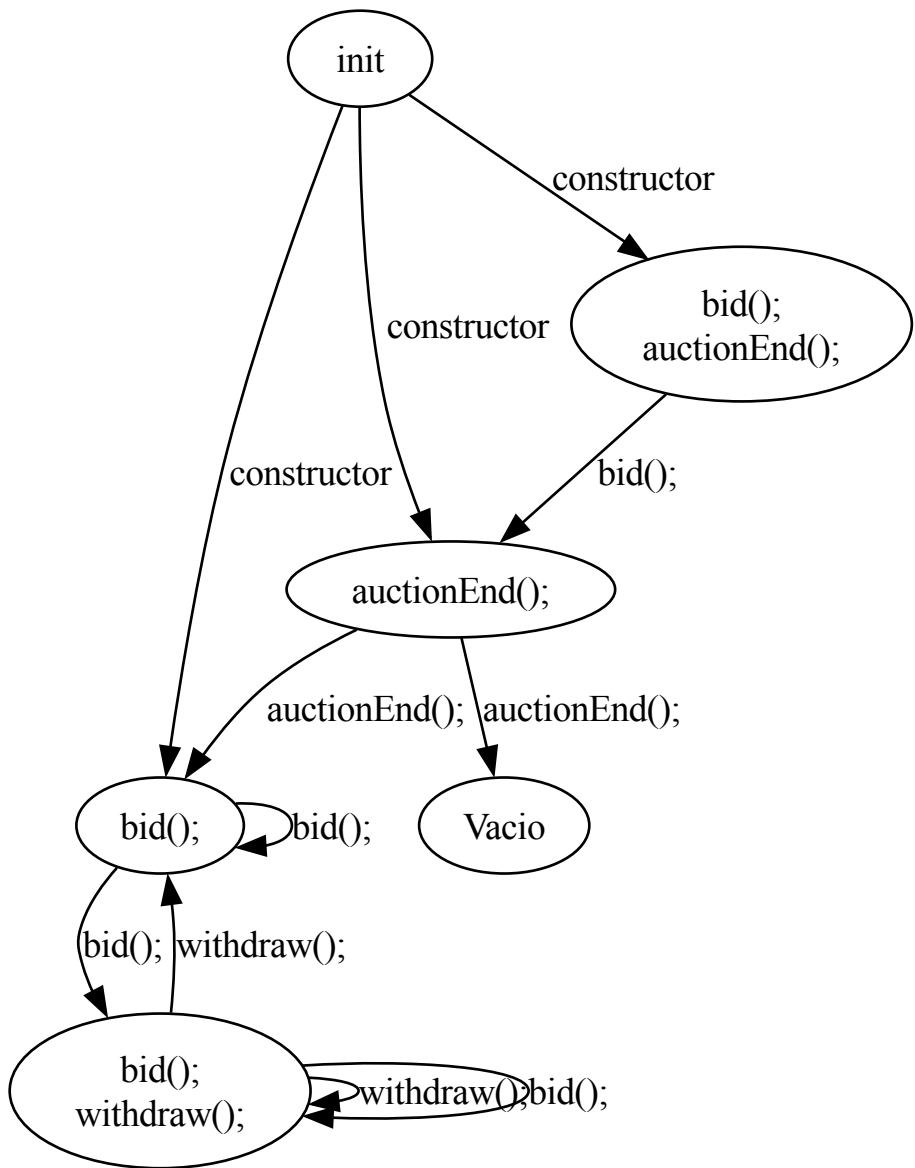 init
constructor
bid();
auctionEnd();
constructor
constructor
bid();
auctionEnd();
auctionEnd();
auctionEnd();
bid();
bid();
Vacio
bid();
withdraw();
bid();
withdraw();
withdraw();
bid();